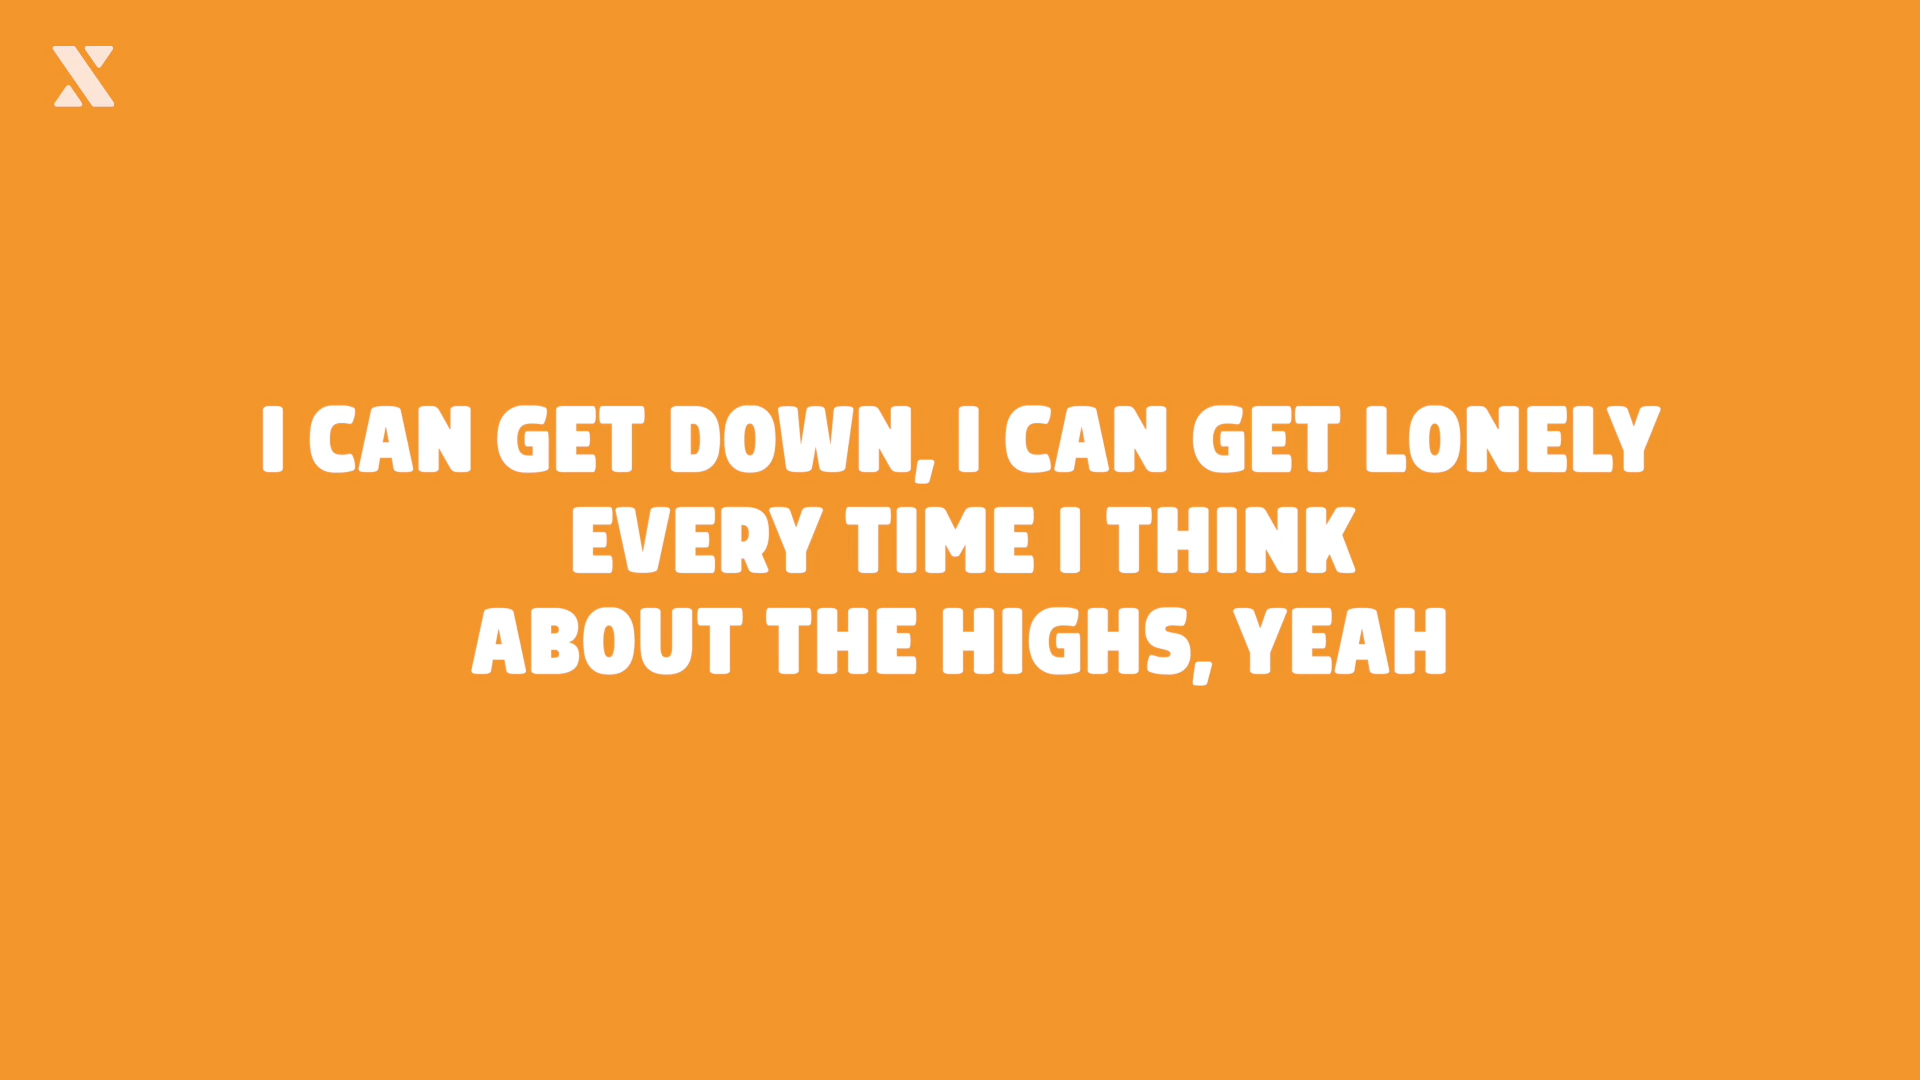 I CAN GET DOWN, I CAN GET LONELY
EVERY TIME I THINK
ABOUT THE HIGHS, YEAH